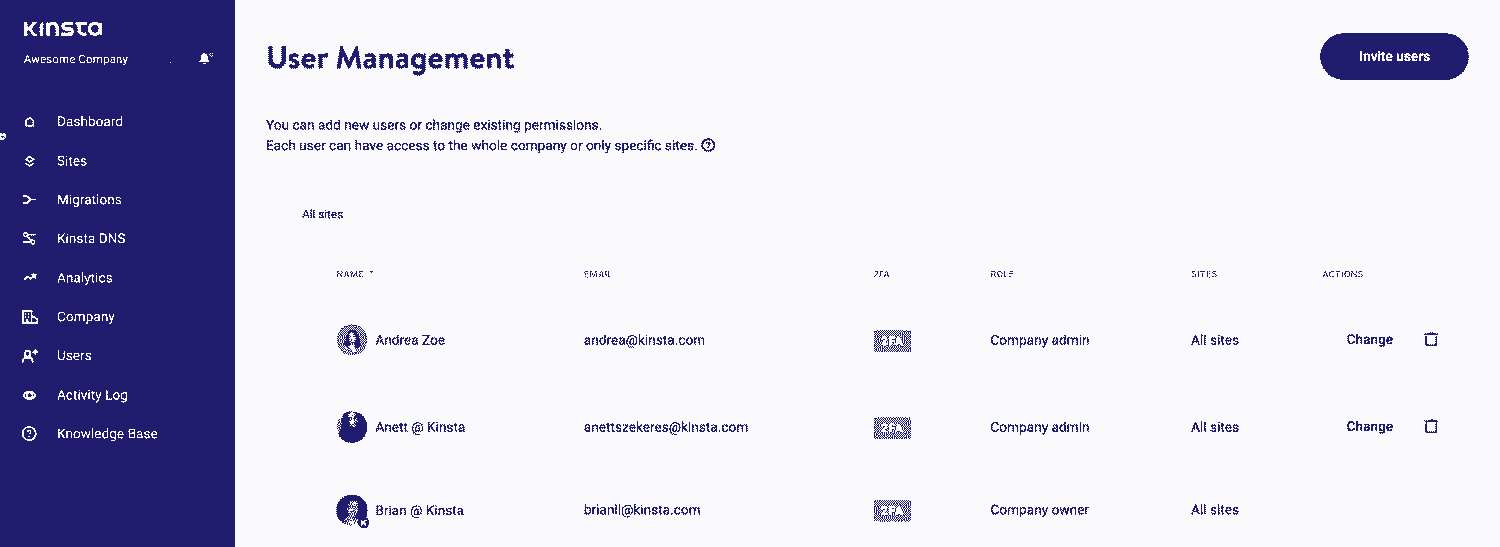 Kinsta
Awesome Company
Dashboard
Sites
Migrations
Kinsta DNS
Analytics
Company
Users
Activity Log
Knowledge Base
User Management
Invite users
You can add new users or change existing permissions.
Each user can have access to the whole company or only specific sites.
All sites
NAME EMAIL 2FA ROLE SITES ACTIONS
Andrea Zoe andrea@kinsta.com 2FA Company admin All sites Change
Anett @ Kinsta anettszekeres@kinsta.com 2FA Company admin All sites Change
Brian @ Kinsta brianli@kinsta.com 2FA Company owner All sites